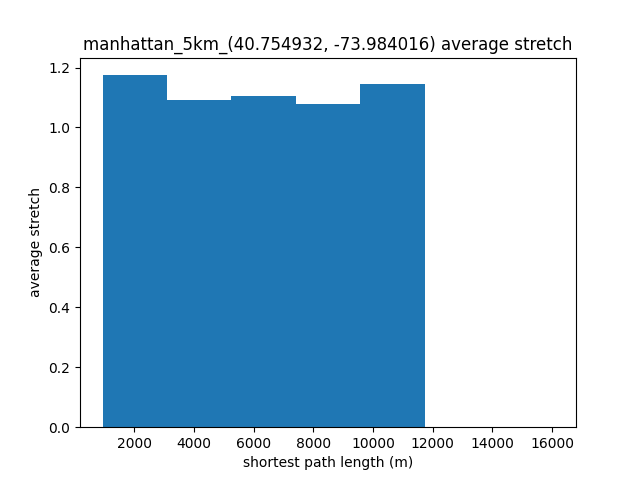 manhattan_5km_(40.754932, -73.984016) average stretch
average stretch
1.2
1.0
0.8
0.6
0.4
0.2
0.0
2000 4000 6000 8000 10000 12000 14000 16000
shortest path length (m)